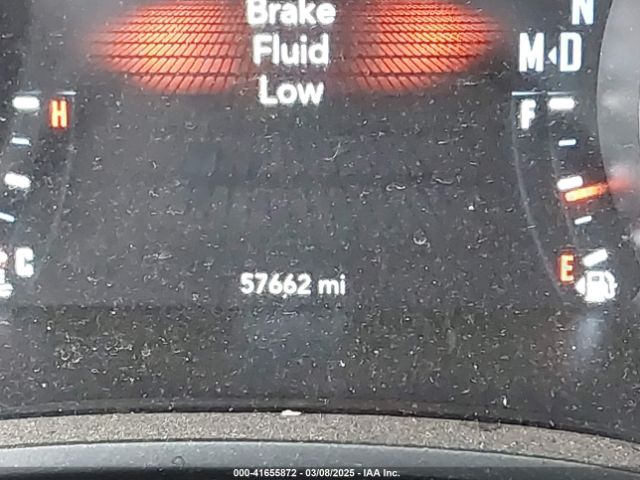 Brake
Fluid
Low
N
M◂D
H
F
C
E
57662 mi
000-41655872 - 03/08/2025 - IAA Inc.